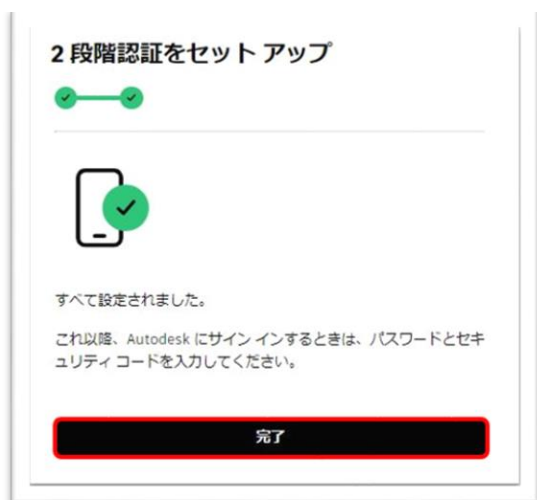 2 段階認証をセット アップ
すべて設定されました。
これ以降、Autodesk にサイン インするときは、パスワードとセキ
ュリティ コードを入力してください。
完了